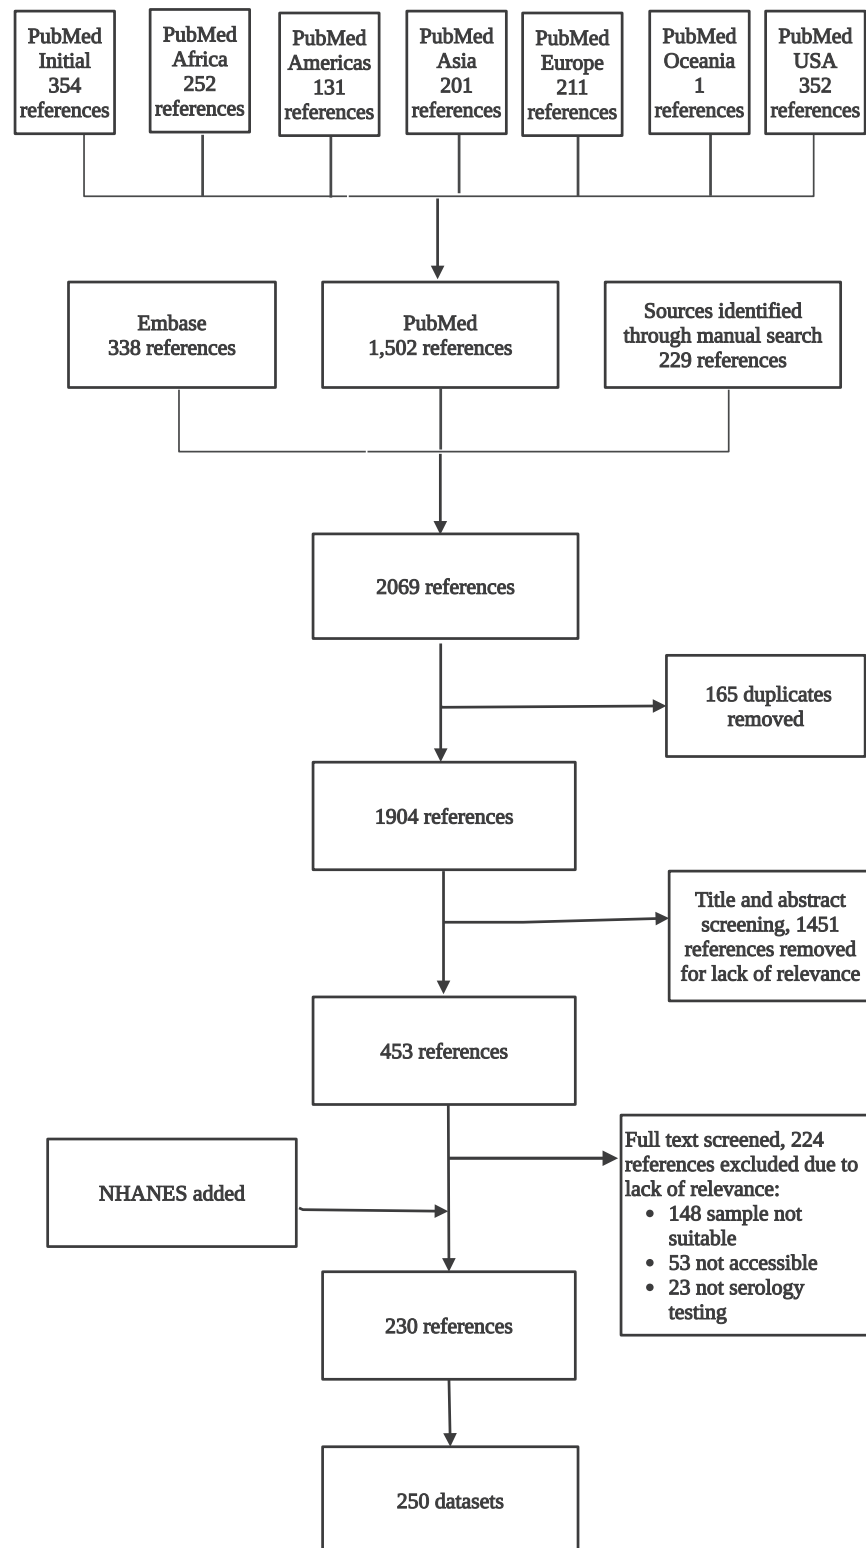 PubMed
Initial
354
references
PubMed
Africa
252
references
PubMed
Americas
131
references
PubMed
Asia
201
references
PubMed
Europe
211
references
PubMed
Oceania
1
references
PubMed
USA
352
references
Embase
338 references
PubMed
1,502 references
Sources identified
through manual search
229 references
2069 references
165 duplicates
removed
1904 references
Title and abstract
screening, 1451
references removed
for lack of relevance
453 references
Full text screened, 224
references excluded due to
lack of relevance:
• 148 sample not
suitable
• 53 not accessible
• 23 not serology
testing
NHANES added
230 references
250 datasets